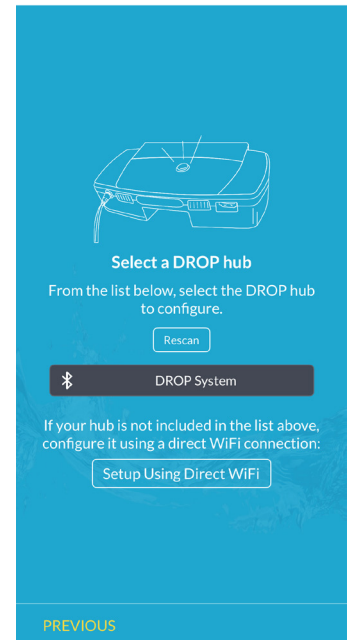 Select a DROP hub
From the list below, select the DROP hub
to configure.
Rescan
DROP System
If your hub is not included in the list above,
configure it using a direct WiFi connection:
Setup Using Direct WiFi
PREVIOUS